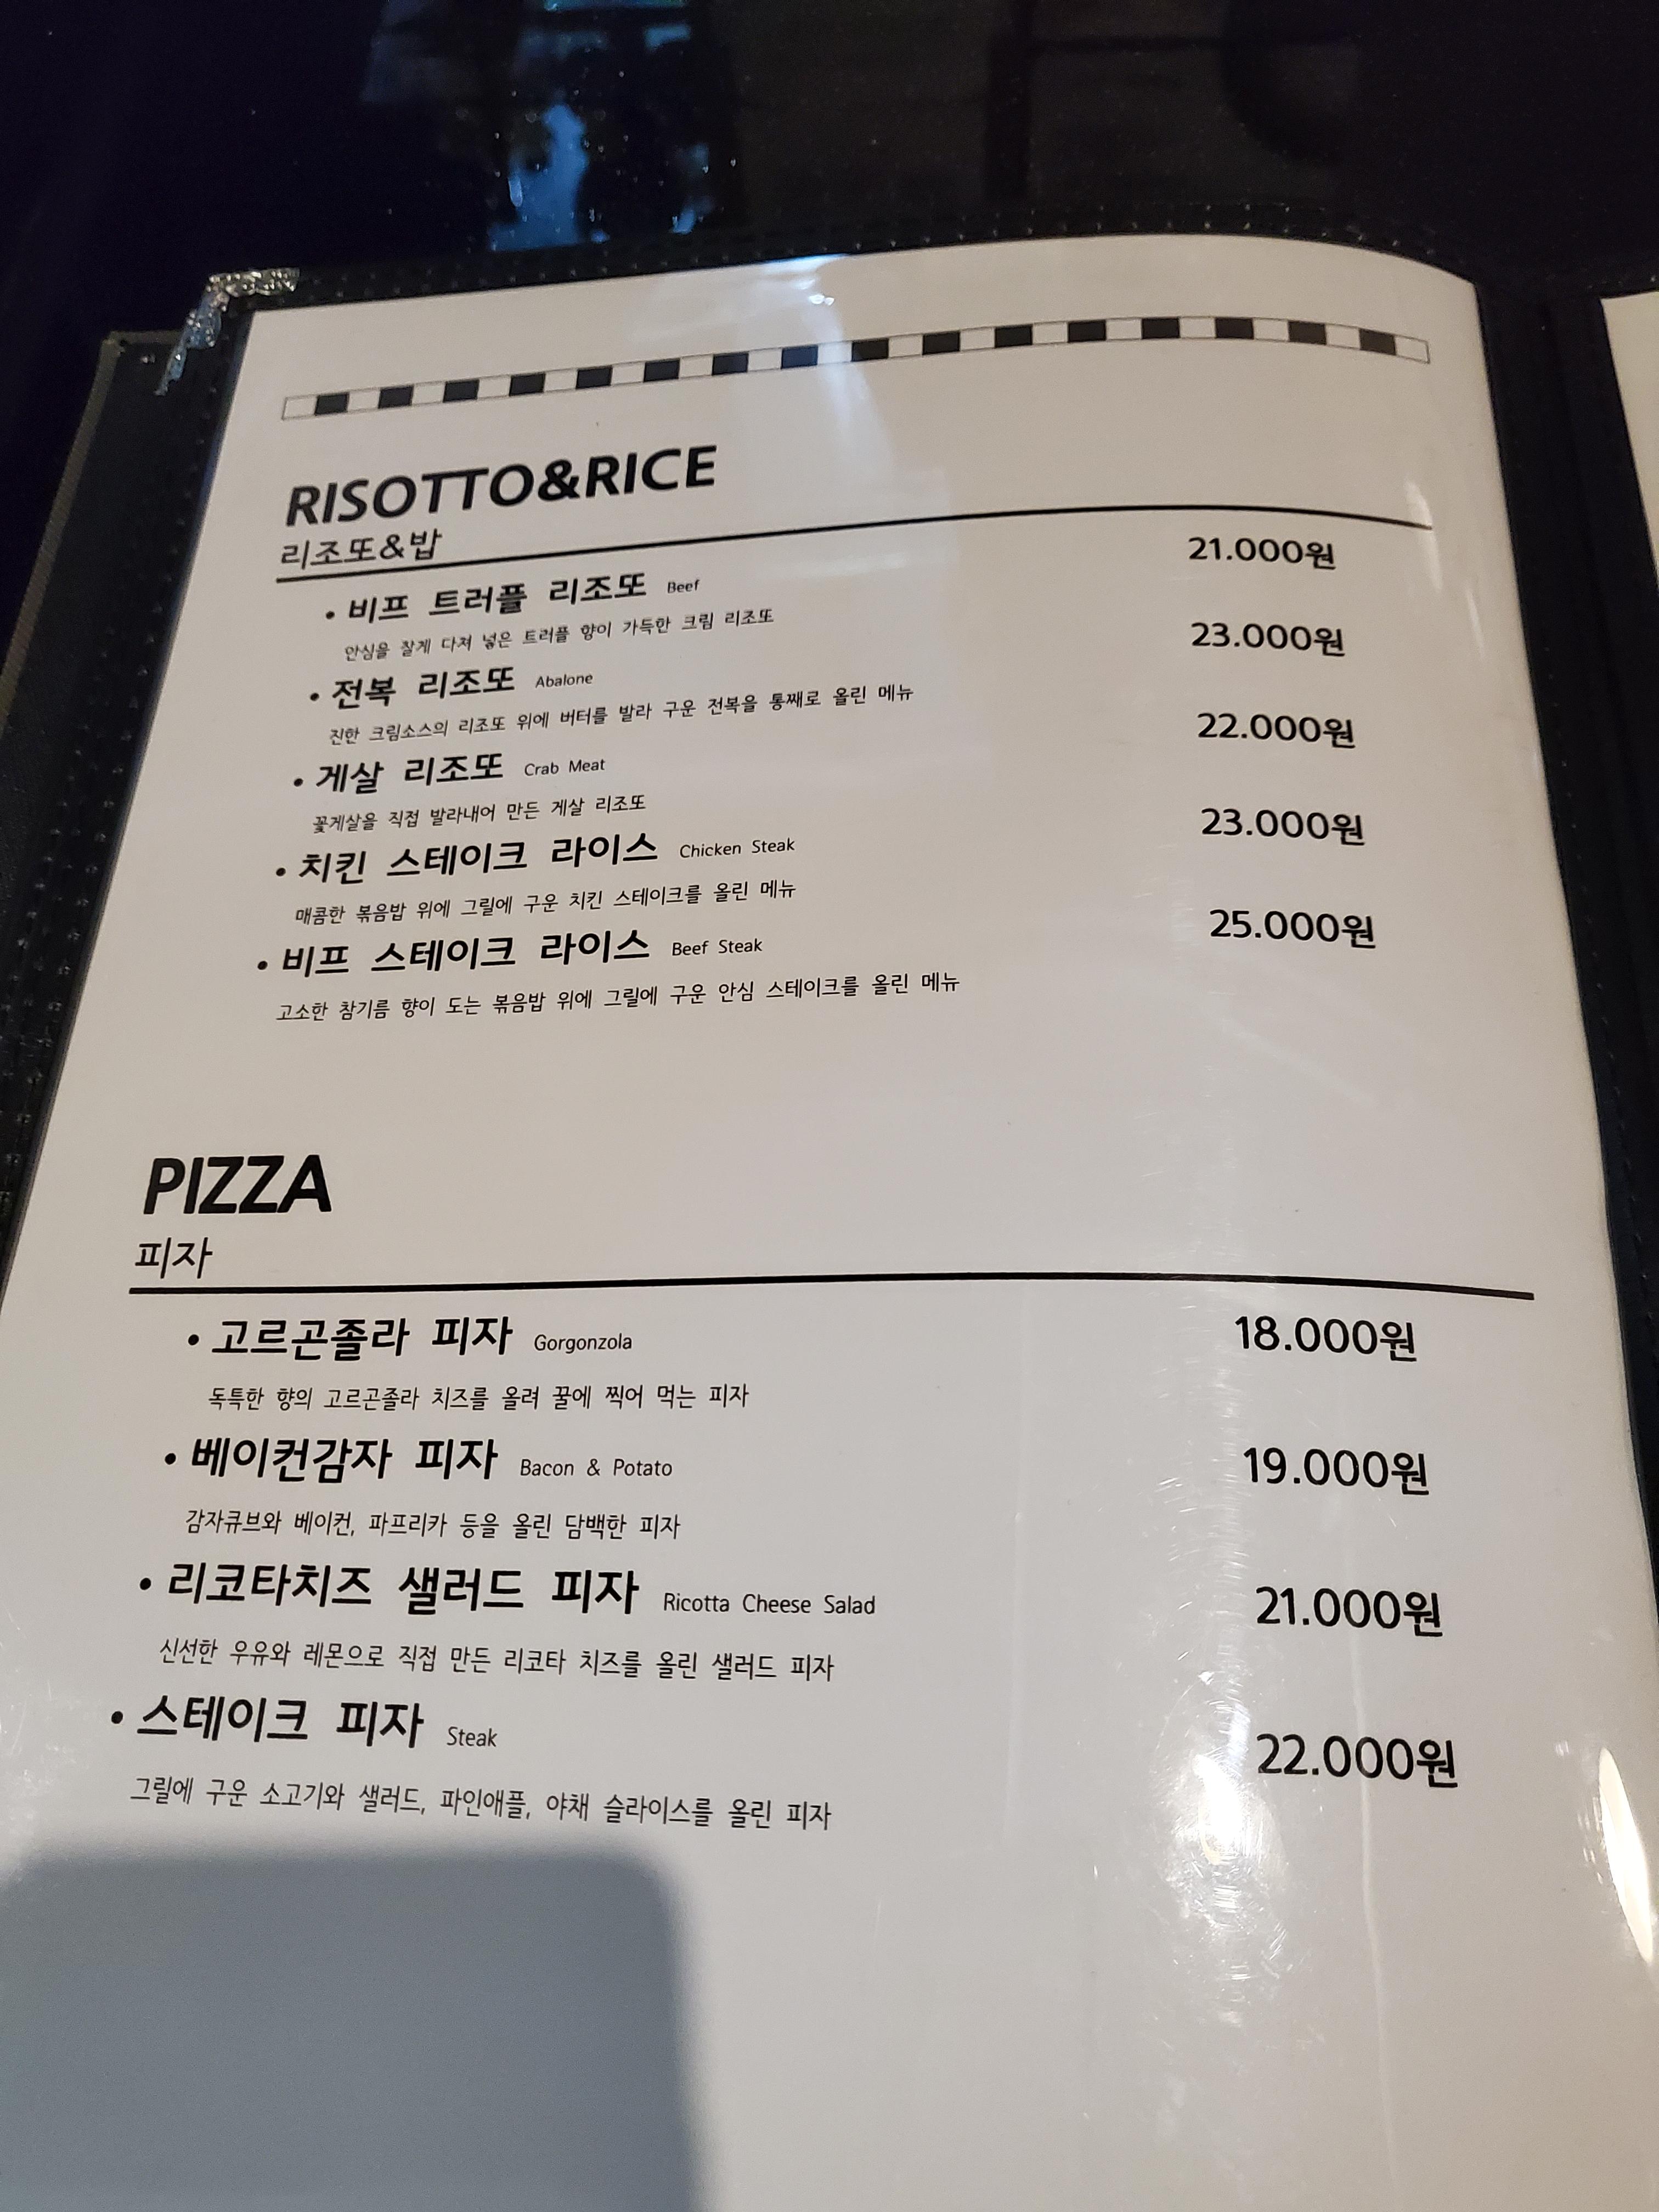 RISOTTO&RICE
리조또&밥
• 비프 트러플 리조또 Beef 21.000원
안심을 잘게 다져 넣은 트러플 향이 가득한 크림 리조또
• 전복 리조또 Abalone 23.000원
진한 크림소스의 리조또 위에 버터를 발라 구운 전복을 통째로 올린 메뉴
• 게살 리조또 Crab Meat 22.000원
꽃게살을 직접 발라내어 만든 게살 리조또
• 치킨 스테이크 라이스 Chicken Steak 23.000원
매콤한 볶음밥 위에 그릴에 구운 치킨 스테이크를 올린 메뉴
• 비프 스테이크 라이스 Beef Steak 25.000원
고소한 참기름 향이 도는 볶음밥 위에 그릴에 구운 안심 스테이크를 올린 메뉴
PIZZA
피자
• 고르곤졸라 피자 Gorgonzola 18.000원
독특한 향의 고르곤졸라 치즈를 올려 꿀에 찍어 먹는 피자
• 베이컨감자 피자 Bacon & Potato 19.000원
감자큐브와 베이컨, 파프리카 등을 올린 담백한 피자
• 리코타치즈 샐러드 피자 Ricotta Cheese Salad 21.000원
신선한 우유와 레몬으로 직접 만든 리코타 치즈를 올린 샐러드 피자
• 스테이크 피자 Steak 22.000원
그릴에 구운 소고기와 샐러드, 파인애플, 야채 슬라이스를 올린 피자